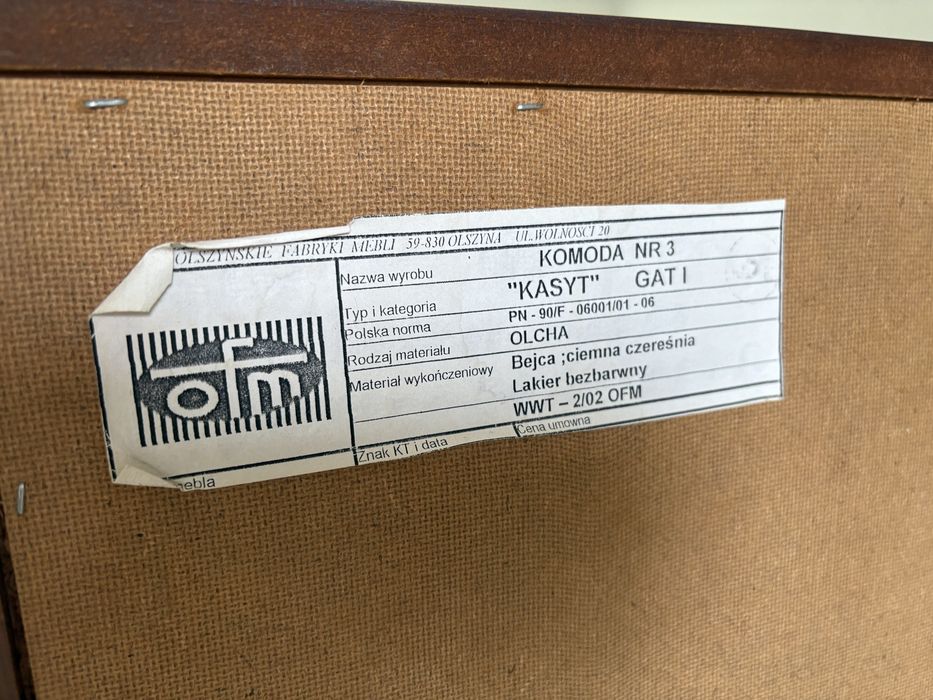 OLSZYŃSKIE FABRYKI MEBLI 59-830 OLSZYNA UL.WOLNOŚCI 20
ofm
Nazwa wyrobu KOMODA NR 3
Typ i kategoria "KASYT" GAT I
Polska norma PN - 90/F - 06001/01 - 06
Rodzaj materiału OLCHA
Materiał wykończeniowy Bejca ;ciemna czereśnia
Lakier bezbarwny
WWT – 2/02 OFM
mebla Znak KT i data Cena umowna